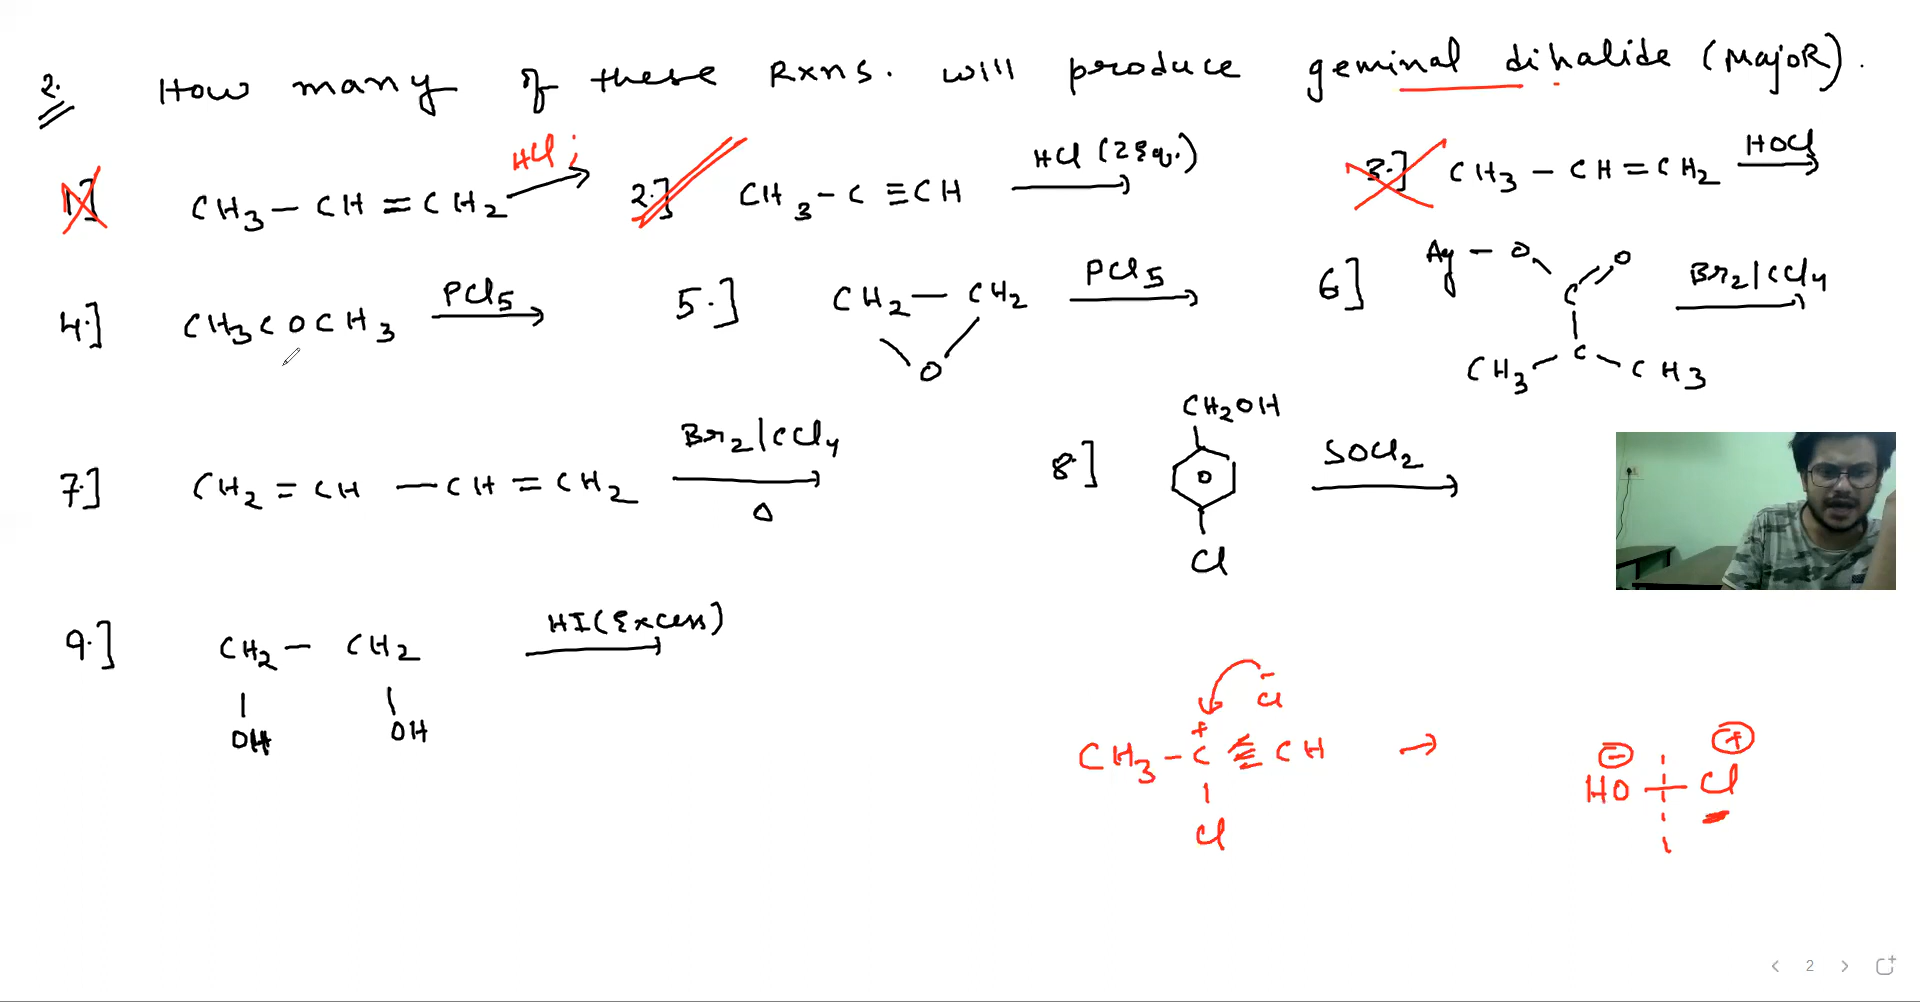 2. How many of these Rxns. will produce geminal dihalide (MajoR).
1] CH3 — CH = CH2 HCl ; → 2.] CH3 – C ≡ CH HCl (2 Eq.) → 3.] CH3 — CH = CH2 HOCl →
4.] CH3COCH3 PCl5 → 5.] CH2 — CH2 PCl5 → 6] Ag – O C O Br2/CCl4 →
O CH3 C CH3
7.] CH2 = CH — CH = CH2 Br2/CCl4 → Δ 8] CH2OH SOCl2 →
Cl
9.] CH2 — CH2 HI (Excess) →
OH OH
Cl-
CH3 – C+ ≡ CH → HO Cl
Cl
2